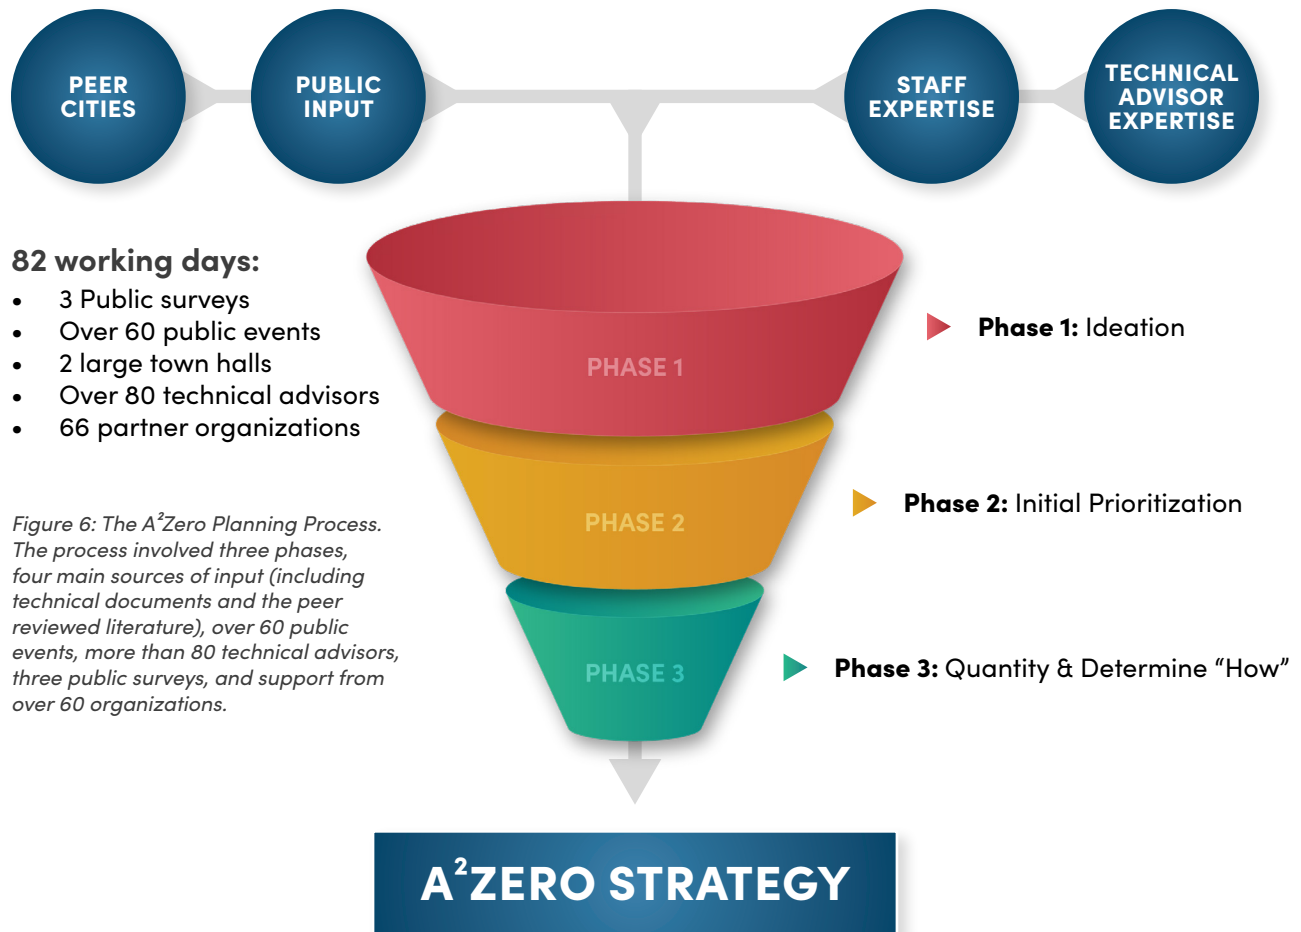 PEER
CITIES
PUBLIC
INPUT
STAFF
EXPERTISE
TECHNICAL
ADVISOR
EXPERTISE
82 working days:
• 3 Public surveys
• Over 60 public events
• 2 large town halls
• Over 80 technical advisors
• 66 partner organizations
Figure 6: The A²Zero Planning Process.
The process involved three phases,
four main sources of input (including
technical documents and the peer
reviewed literature), over 60 public
events, more than 80 technical advisors,
three public surveys, and support from
over 60 organizations.
PHASE 1
Phase 1: Ideation
PHASE 2
Phase 2: Initial Prioritization
PHASE 3
Phase 3: Quantity & Determine “How”
A²ZERO STRATEGY